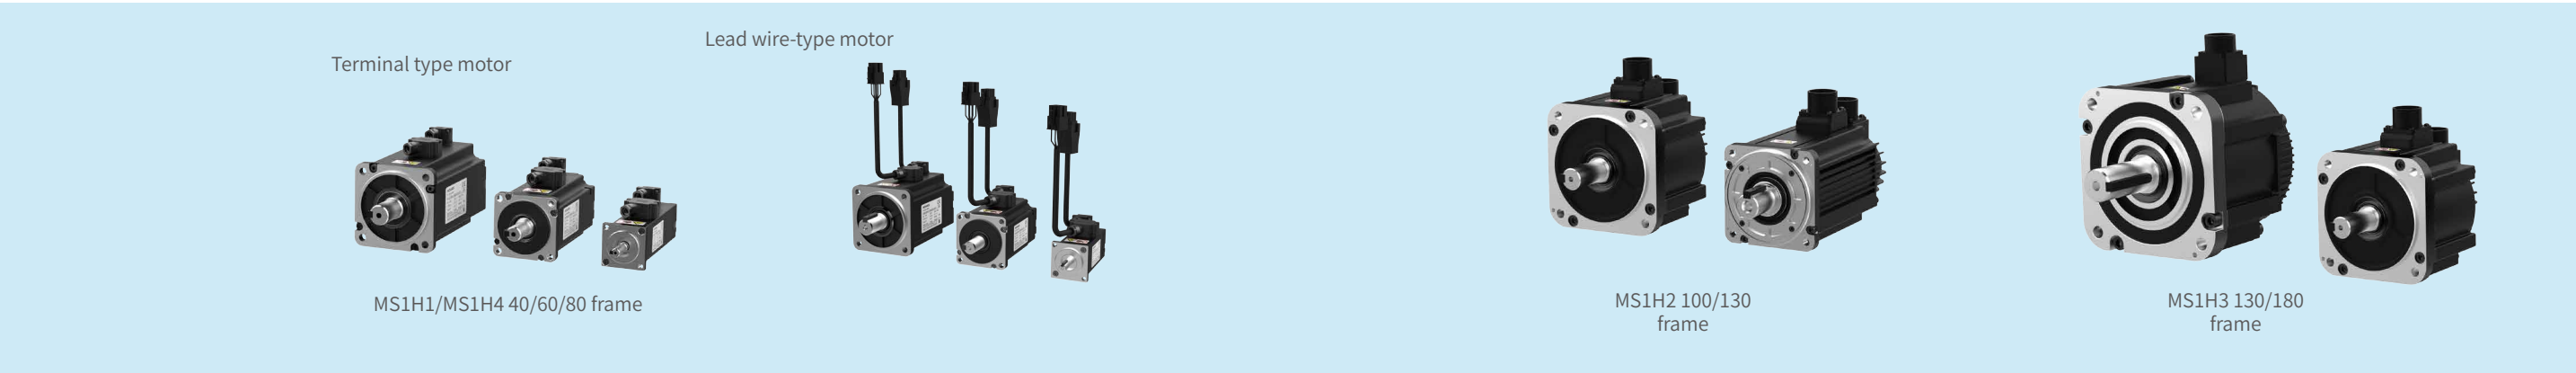 Lead wire-type motor
Terminal type motor
MS1H1/MS1H4 40/60/80 frame
MS1H2 100/130
frame
MS1H3 130/180
frame